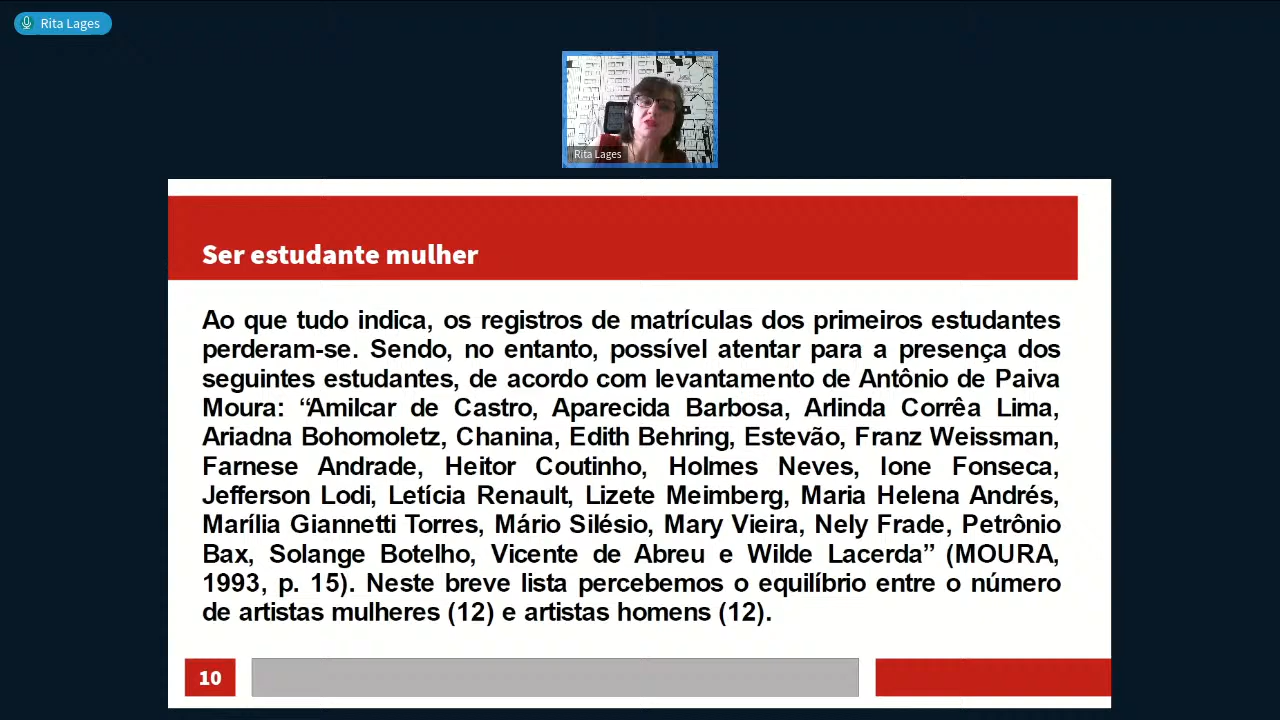 Rita Lages
Rita Lages
Ser estudante mulher
Ao que tudo indica, os registros de matrículas dos primeiros estudantes
perderam-se. Sendo, no entanto, possível atentar para a presença dos
seguintes estudantes, de acordo com levantamento de Antônio de Paiva
Moura: “Amilcar de Castro, Aparecida Barbosa, Arlinda Corrêa Lima,
Ariadna Bohomoletz, Chanina, Edith Behring, Estevão, Franz Weissman,
Farnese Andrade, Heitor Coutinho, Holmes Neves, Ione Fonseca,
Jefferson Lodi, Letícia Renault, Lizete Meimberg, Maria Helena Andrés,
Marília Giannetti Torres, Mário Silésio, Mary Vieira, Nely Frade, Petrônio
Bax, Solange Botelho, Vicente de Abreu e Wilde Lacerda” (MOURA,
1993, p. 15). Neste breve lista percebemos o equilíbrio entre o número
de artistas mulheres (12) e artistas homens (12).
10